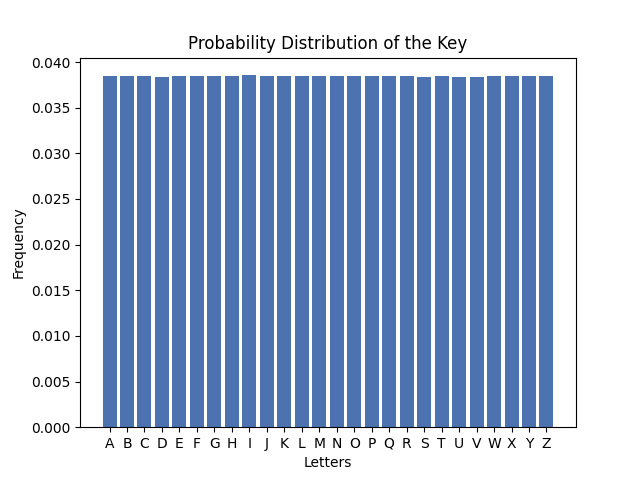 Probability Distribution of the Key
0.040
0.035
0.030
0.025
0.020
0.015
0.010
0.005
0.000
Frequency
A B C D E F G H I J K L M N O P Q R S T U V W X Y Z
Letters